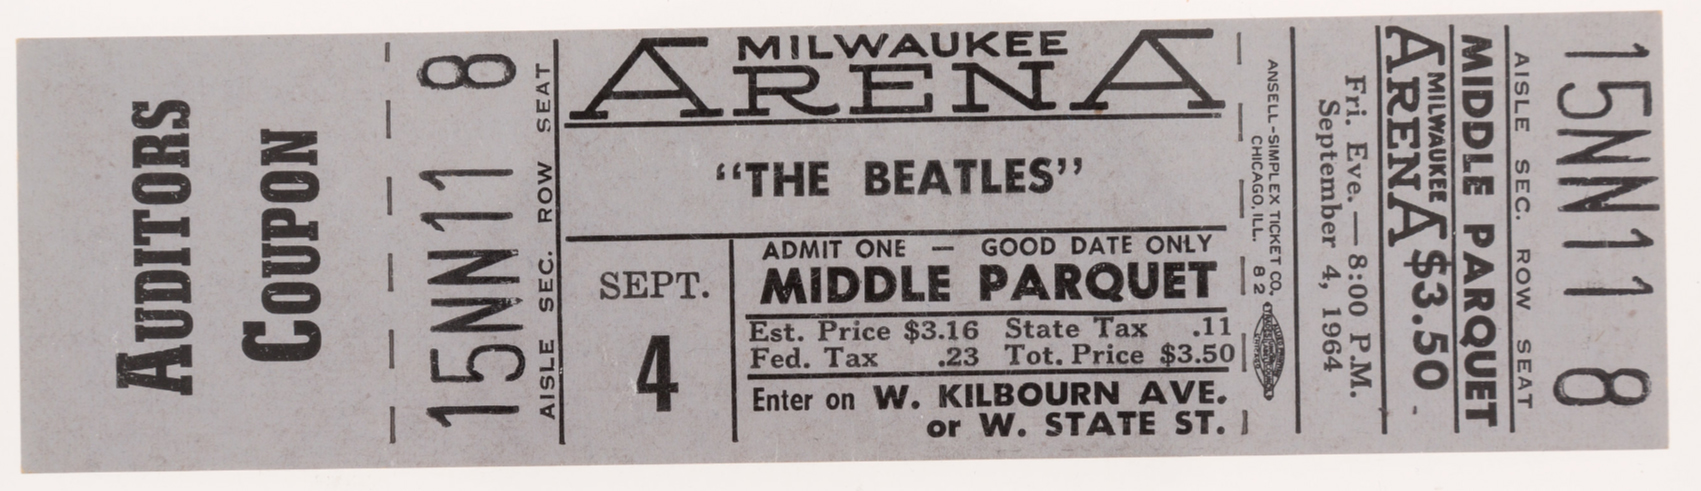 AUDITORS
COUPON
15NN11 8
AISLE SEC. ROW SEAT
MILWAUKEE
ARENA
“THE BEATLES”
SEPT.
4
ADMIT ONE — GOOD DATE ONLY
MIDDLE PARQUET
Est. Price $3.16 State Tax .11
Fed. Tax .23 Tot. Price $3.50
Enter on W. KILBOURN AVE.
or W. STATE ST.
ANSELL-SIMPLEX TICKET CO.,
CHICAGO, ILL. 82
Fri. Eve.—8:00 P.M.
September 4, 1964
MILWAUKEE
ARENA $3.50
MIDDLE PARQUET
AISLE SEC. ROW SEAT
15NN11 8